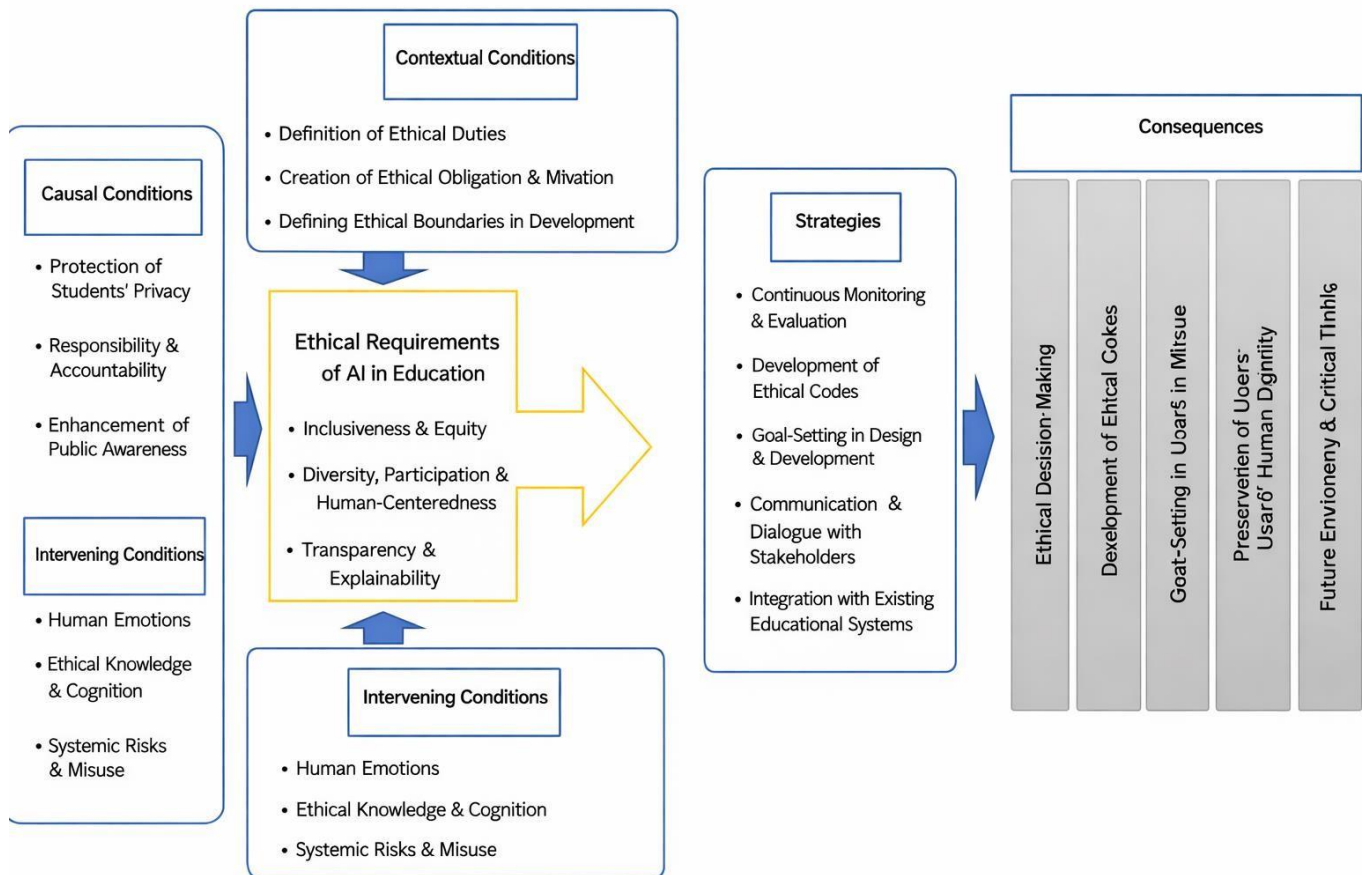 Contextual Conditions
• Definition of Ethical Duties
• Creation of Ethical Obligation & Mivation
• Defining Ethical Boundaries in Development
Causal Conditions
• Protection of
Students' Privacy
• Responsibility &
Accountability
• Enhancement of
Public Awareness
Intervening Conditions
• Human Emotions
• Ethical Knowledge
& Cognition
• Systemic Risks
& Misuse
Ethical Requirements
of AI in Education
• Inclusiveness & Equity
• Diversity, Participation &
Human-Centeredness
• Transparency &
Explainability
Intervening Conditions
• Human Emotions
• Ethical Knowledge & Cognition
• Systemic Risks & Misuse
Strategies
• Continuous Monitoring
& Evaluation
• Development of
Ethical Codes
• Goal-Setting in Design
& Development
• Communication &
Dialogue with
Stakeholders
• Integration with Existing
Educational Systems
Consequences
Ethical Desision-Making
Dexelopment of Ehtcal Cokes
Goat-Setting in in
of
Human
Future & Critical